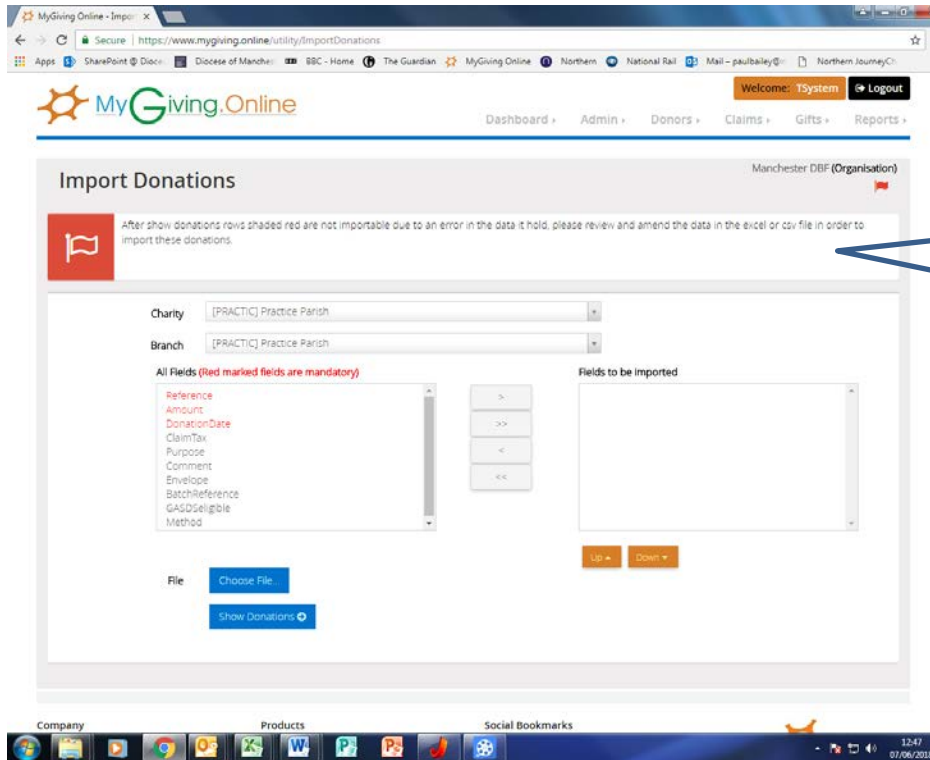 MyGiving Online - Impor
Secure | https://www.mygiving.online/utility/ImportDonations
Apps SharePoint @ Dioce Diocese of Manches BBC - Home The Guardian MyGiving Online Northern National Rail Mail – paulbailey@ Northern JourneyCh
MyGiving.Online
Welcome: TSystem Logout
Dashboard Admin Donors Claims Gifts Reports
Import Donations
Manchester DBF (Organisation)
After show donations rows shaded red are not importable due to an error in the data it hold, please review and amend the data in the excel or csv file in order to
import these donations.
Charity [PRACTIC] Practice Parish
Branch [PRACTIC] Practice Parish
All Fields (Red marked fields are mandatory) Fields to be imported
Reference
Amount
DonationDate
ClaimTax
Purpose
Comment
Envelope
BatchReference
GASDSeligible
Method
>
>>
<
<<
Up Down
File Choose File...
Show Donations
Company Products Social Bookmarks
12:47
07/06/201